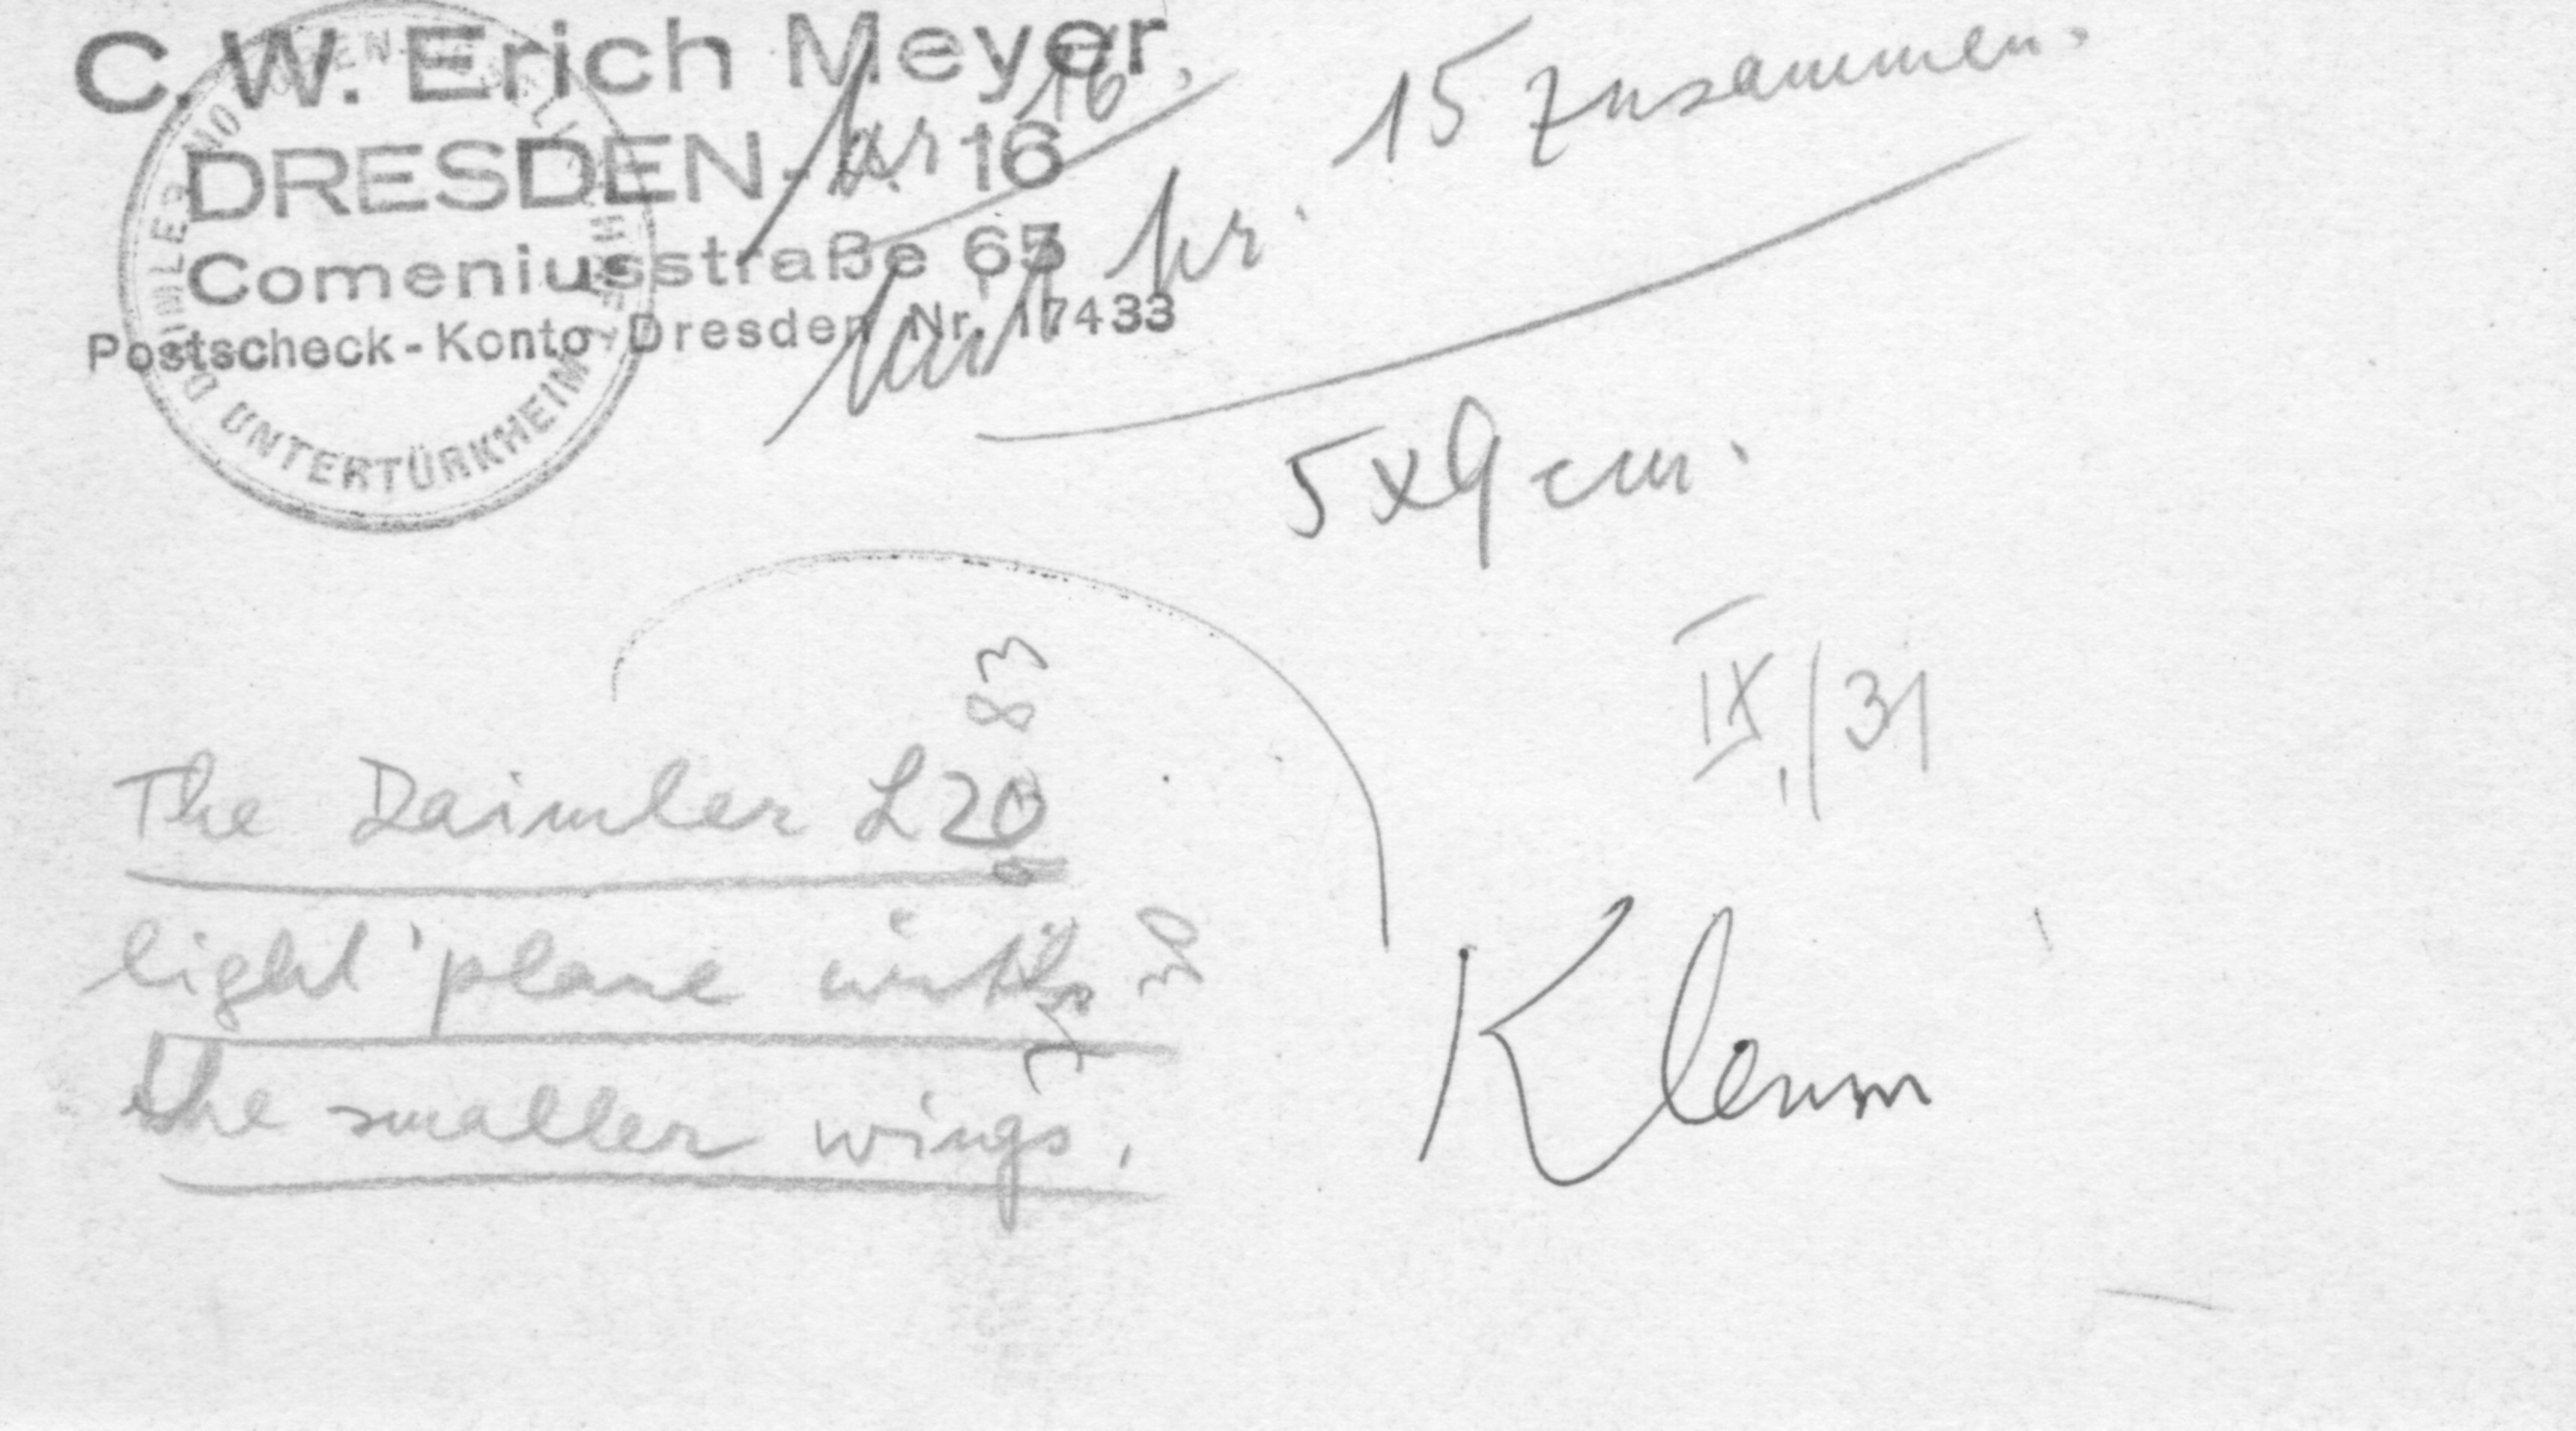 C. W. Erich Meyer
DRESDEN- 16
Comeniusstraße 63
Postscheck-Konto Dresden Nr. 17433
UNTERTÜRKHEIM
16.
mit Nr. 15 zusammen.
5x9 cm.
IX./31
The Daimler L20
light plane with
the smaller wings.
Klemm